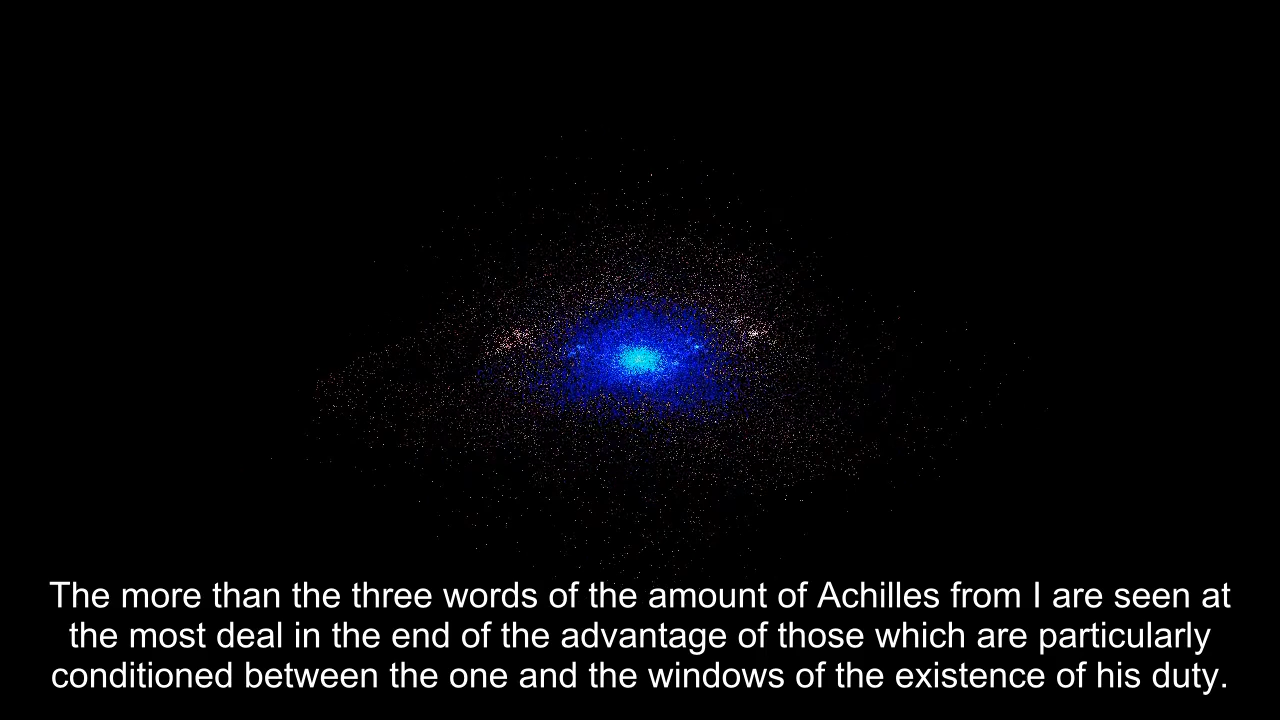 The more than the three words of the amount of Achilles from I are seen at
the most deal in the end of the advantage of those which are particularly
conditioned between the one and the windows of the existence of his duty.